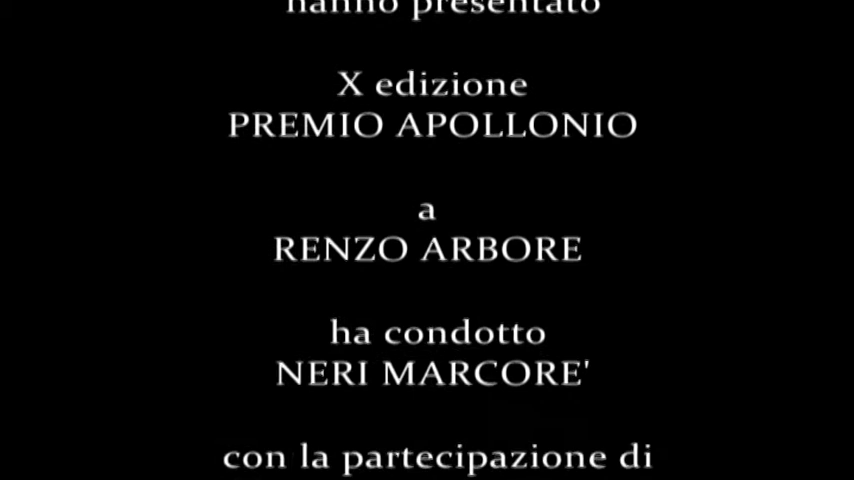 hanno presentato
X edizione
PREMIO APOLLONIO
a
RENZO ARBORE
ha condotto
NERI MARCORE'
con la partecipazione di